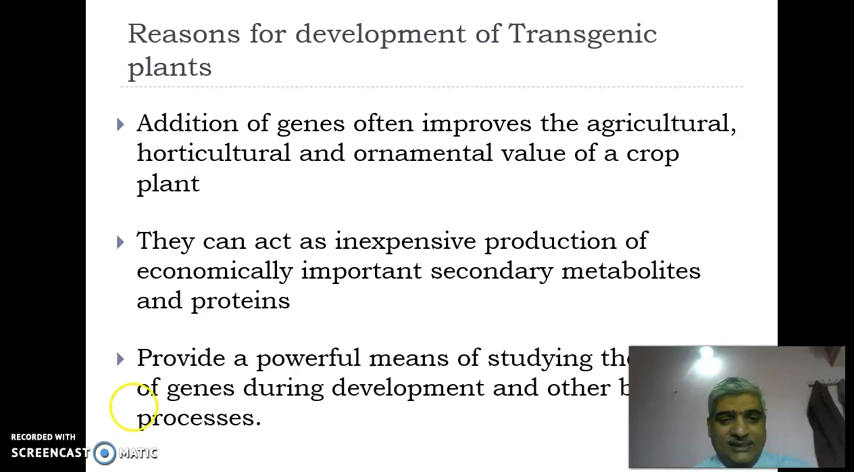 Reasons for development of Transgenic
plants
Addition of genes often improves the agricultural,
horticultural and ornamental value of a crop
plant
They can act as inexpensive production of
economically important secondary metabolites
and proteins
Provide a powerful means of studying the
of genes during development and other
processes.
RECORDED WITH
SCREENCAST MATIC